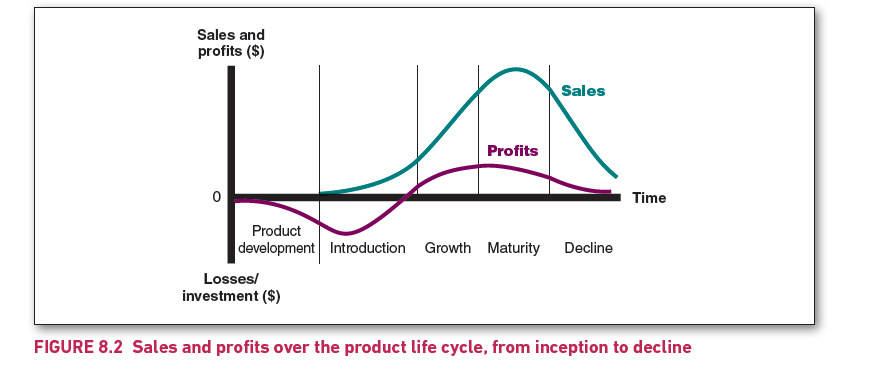 Sales and
profits ($)
Sales
Profits
0
Time
Product
development
Introduction
Growth
Maturity
Decline
Losses/
investment ($)
FIGURE 8.2 Sales and profits over the product life cycle, from inception to decline